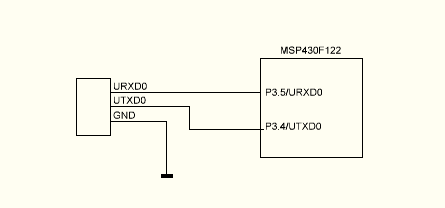 MSP430F122
URXD0
UTXD0
GND
P3.5/URXD0
P3.4/UTXD0